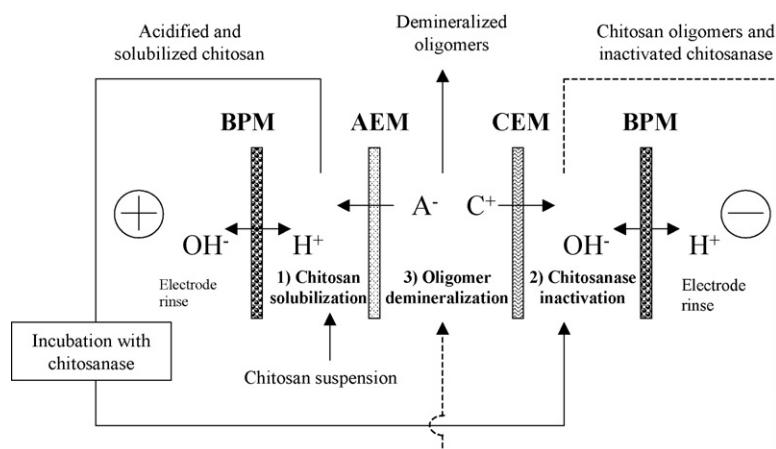 Acidified and
solubilized chitosan
Demineralized
oligomers
Chitosan oligomers and
inactivated chitosanase
BPM
AEM
CEM
BPM
+
A-
C+
−
OH-
H+
OH-
H+
Electrode
rinse
1) Chitosan
solubilization
3) Oligomer
demineralization
2) Chitosanase
inactivation
Electrode
rinse
Incubation with
chitosanase
Chitosan suspension